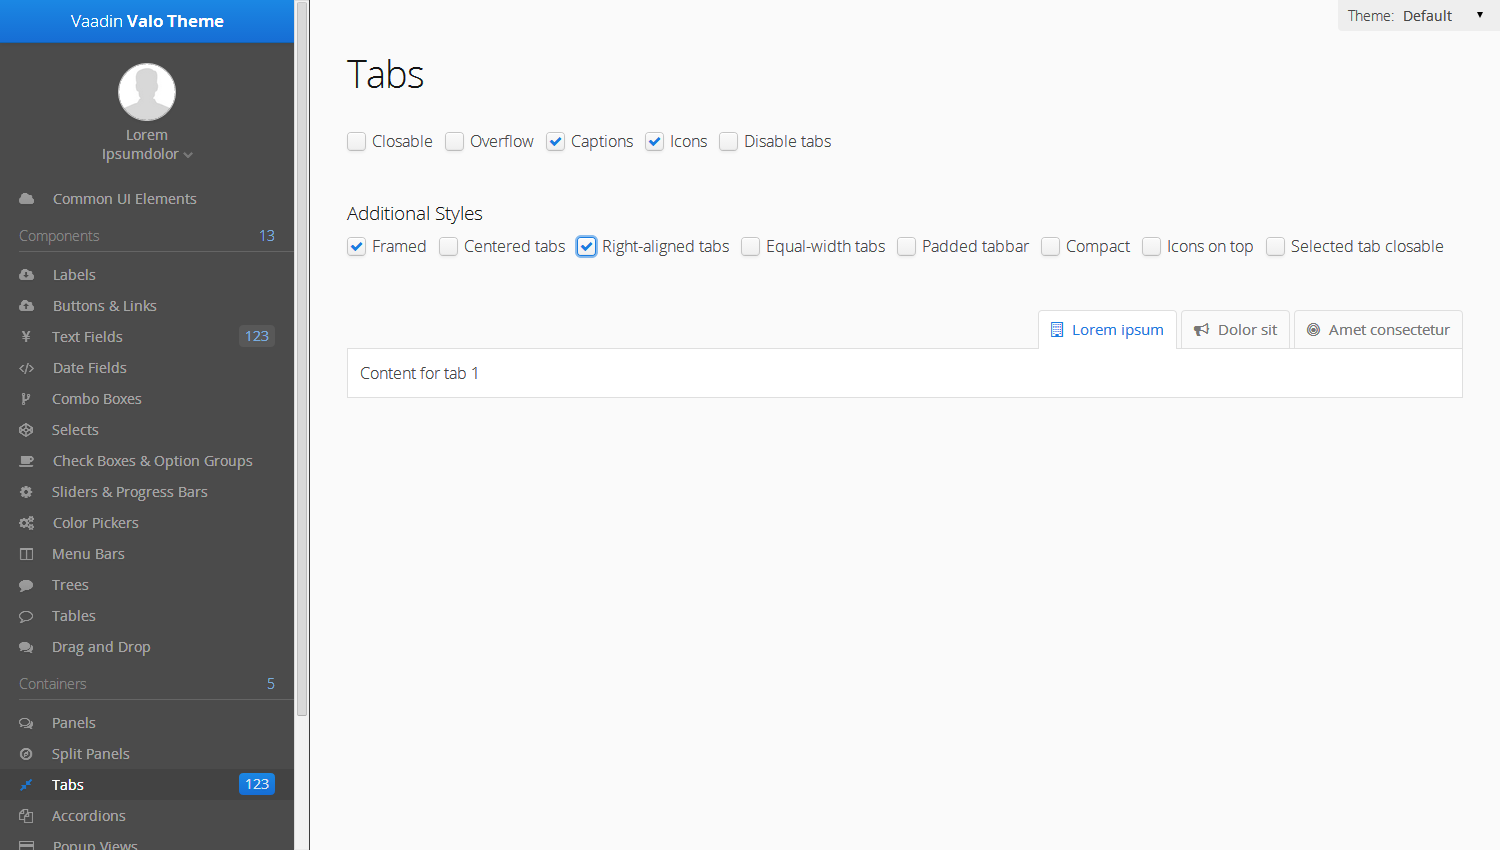 Vaadin Valo Theme
Theme: Default
Lorem
Ipsumdolor
Common UI Elements
Components 13
Labels
Buttons & Links
Text Fields 123
Date Fields
Combo Boxes
Selects
Check Boxes & Option Groups
Sliders & Progress Bars
Color Pickers
Menu Bars
Trees
Tables
Drag and Drop
Containers 5
Panels
Split Panels
Tabs 123
Accordions
Popup Views
Tabs
Closable Overflow Captions Icons Disable tabs
Additional Styles
Framed Centered tabs Right-aligned tabs Equal-width tabs Padded tabbar Compact Icons on top Selected tab closable
Lorem ipsum Dolor sit Amet consectetur
Content for tab 1